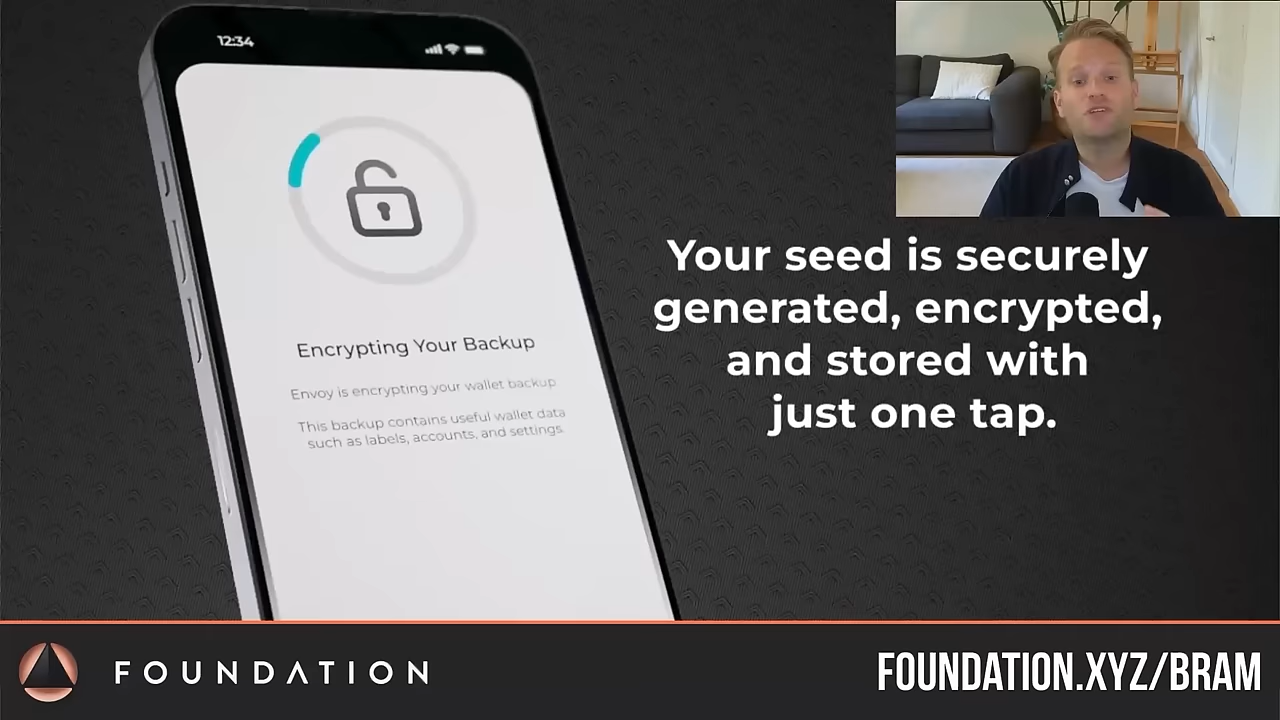 12:34
Encrypting Your Backup
Envoy is encrypting your wallet backup
This backup contains useful wallet data
such as labels, accounts, and settings.
Your seed is securely
generated, encrypted,
and stored with
just one tap.
FOUNDATION
FOUNDATION.XYZ/BRAM